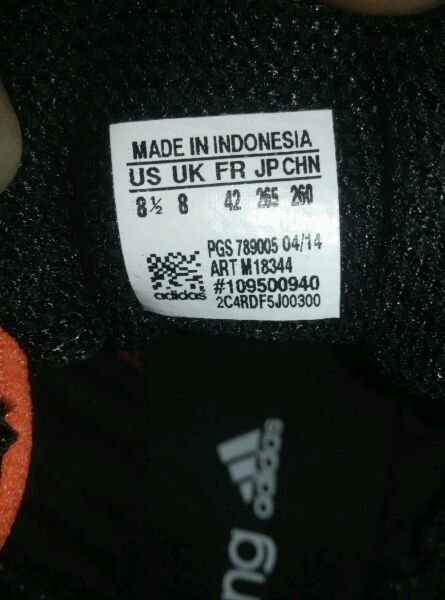 MADE IN INDONESIA
US UK FR JP CHN
8½ 8 42 265 260
PGS 789005 04/14
ART M18344
#109500940
adidas 2C4RDF5J00300
adidas
ng